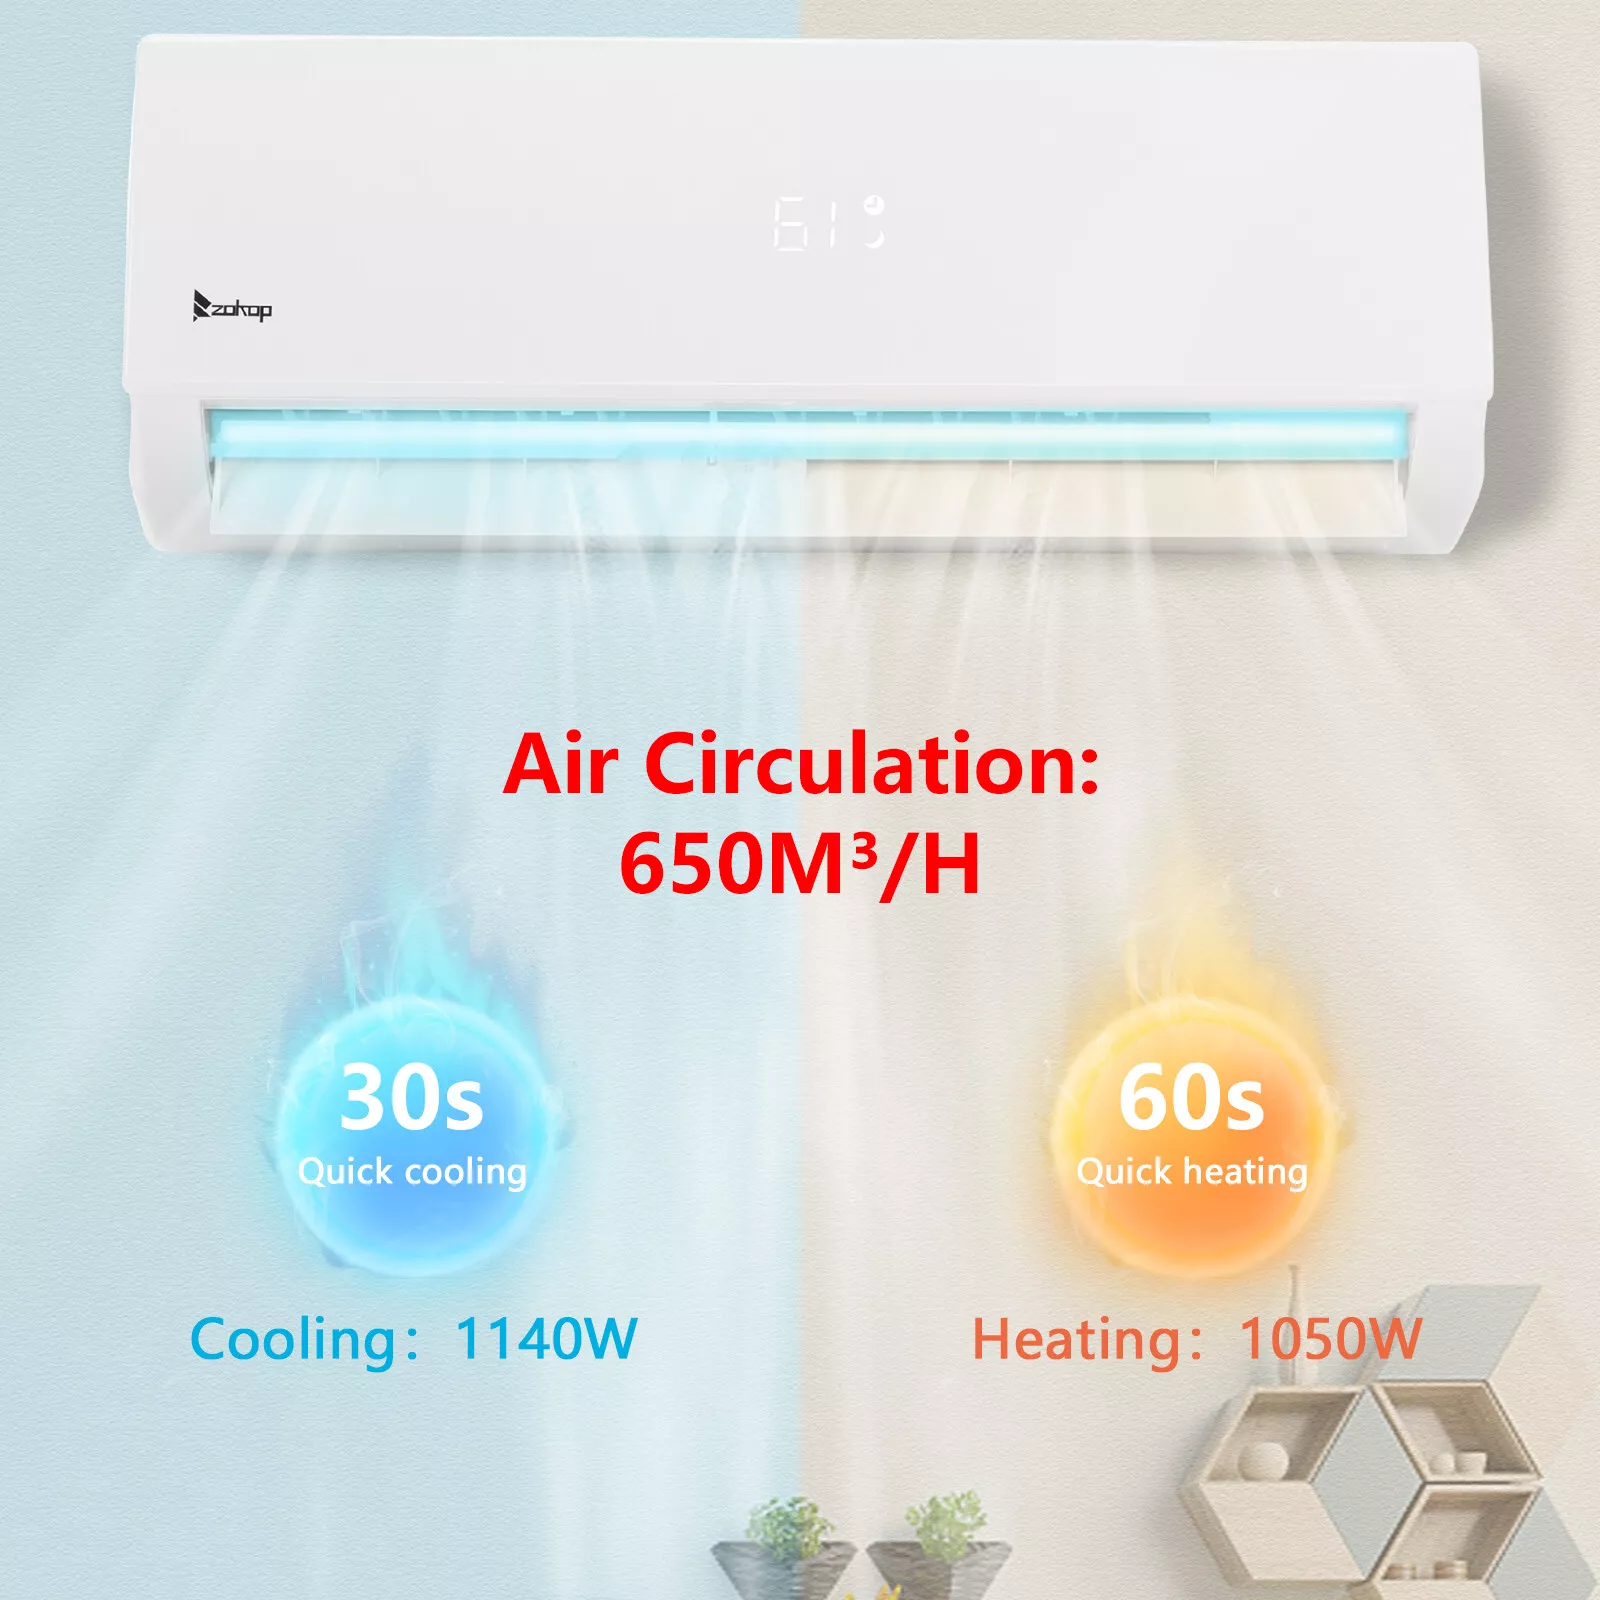 61
zokop
Air Circulation:
650M³/H
30s
Quick cooling
60s
Quick heating
Cooling: 1140W
Heating: 1050W